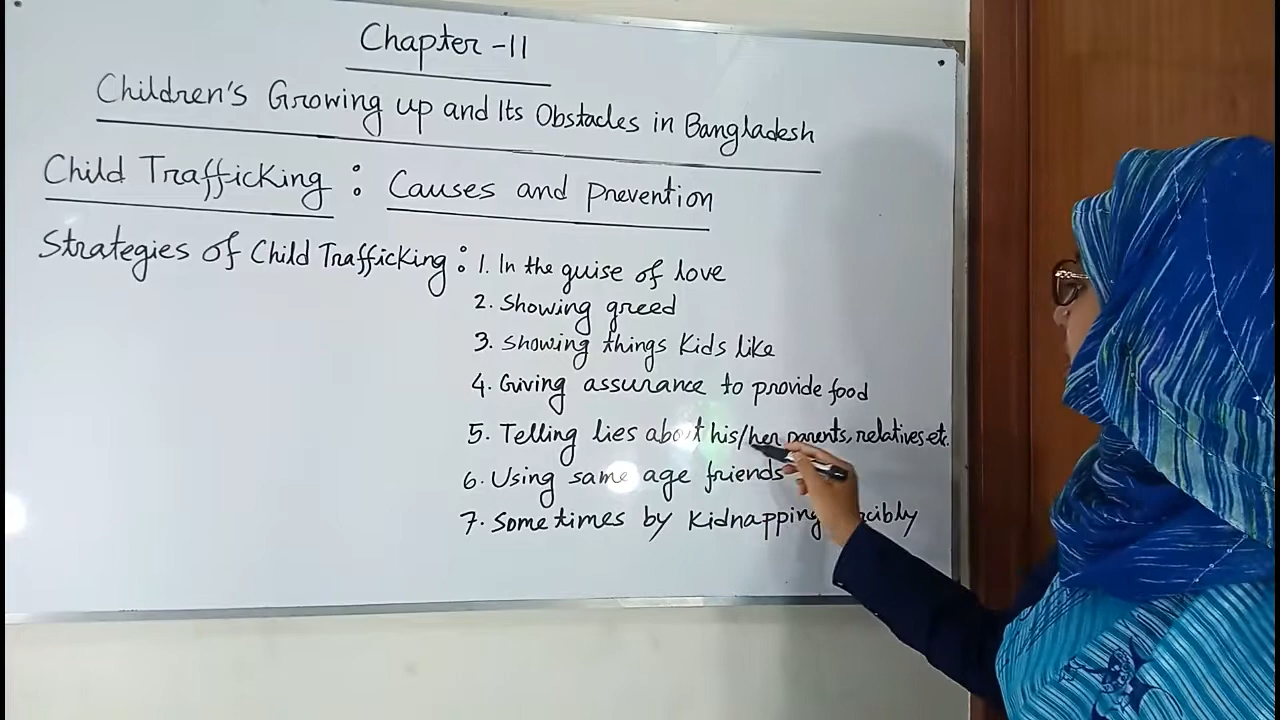 Chapter -11
Children's Growing up and Its Obstacles in Bangladesh
Child Trafficking : Causes and Prevention
Strategies of Child Trafficking : 1. In the guise of love
2. Showing greed
3. Showing things Kids like
4. Giving assurance to provide food
5. Telling lies about his/her parents, relatives etc.
6. Using same age friends
7. Sometimes by Kidnapping